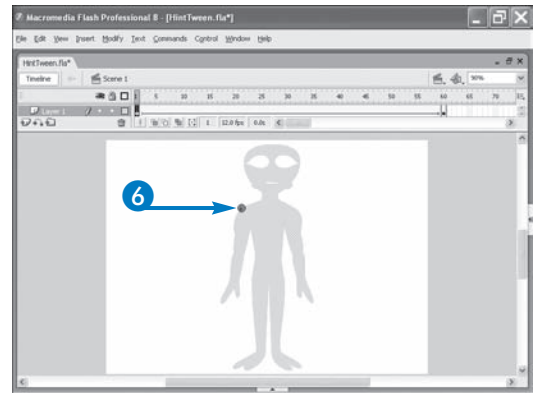 Macromedia Flash Professional 8 - [HintTween.fla*]
File Edit View Insert Modify Text Commands Control Window Help
HintTween.fla*
Timeline Scene 1 90%
5 10 15 20 25 30 35 40 45 50 55 60 65 70
Layer 1
1 12.0 fps 0.0s
6